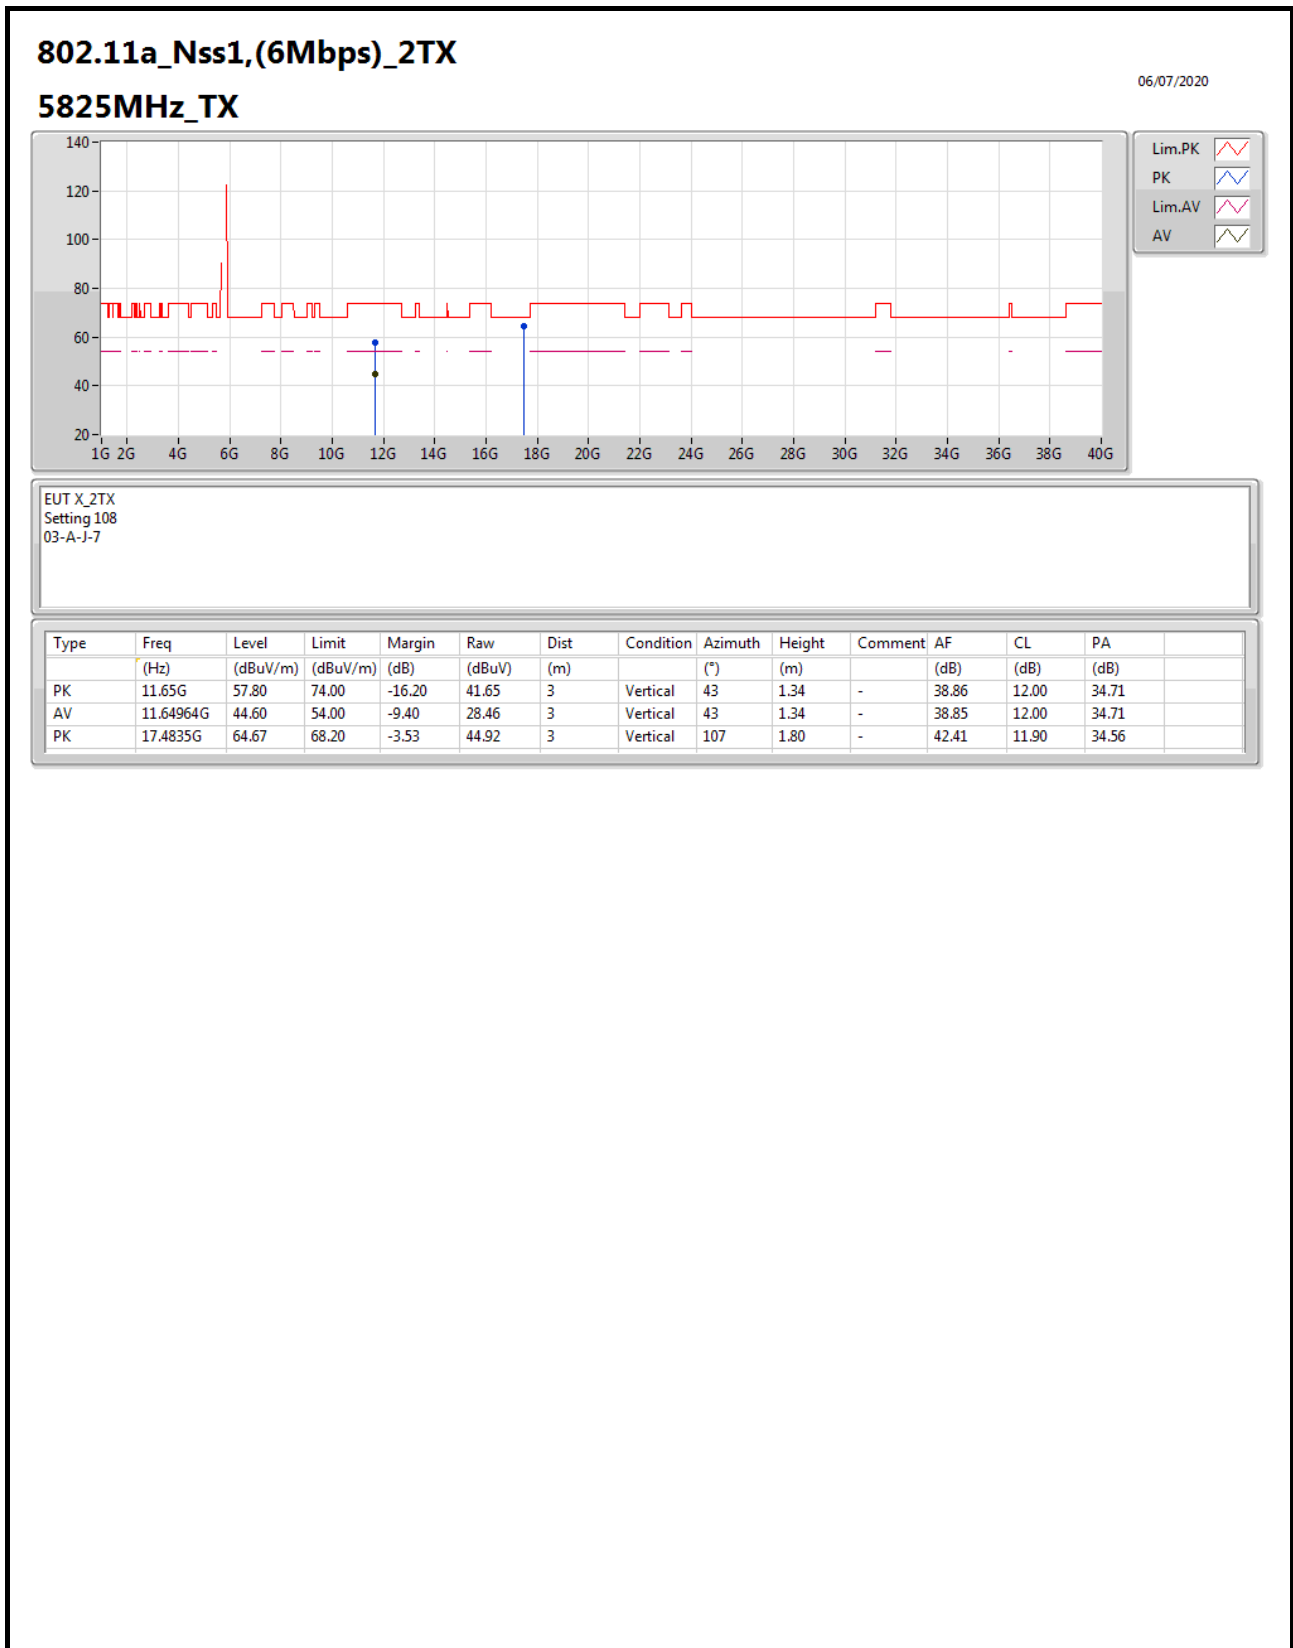 802.11a_Nss1,(6Mbps)_2TX
06/07/2020
5825MHz_TX
140
120
100
80
60
40
20
1G 2G 4G 6G 8G 10G 12G 14G 16G 18G 20G 22G 24G 26G 28G 30G 32G 34G 36G 38G 40G
Lim.PK
PK
Lim.AV
AV
EUT X_2TX
Setting 108
03-A-J-7
Type Freq Level Limit Margin Raw Dist Condition Azimuth Height Comment AF CL PA
(Hz) (dBuV/m) (dBuV/m) (dB) (dBuV) (m) (°) (m) (dB) (dB) (dB)
PK 11.65G 57.80 74.00 -16.20 41.65 3 Vertical 43 1.34 - 38.86 12.00 34.71
AV 11.64964G 44.60 54.00 -9.40 28.46 3 Vertical 43 1.34 - 38.85 12.00 34.71
PK 17.4835G 64.67 68.20 -3.53 44.92 3 Vertical 107 1.80 - 42.41 11.90 34.56